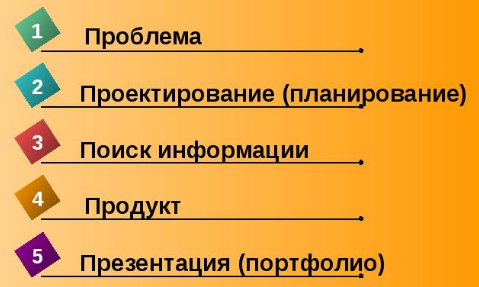 1 Проблема
2 Проектирование (планирование)
3 Поиск информации
4 Продукт
5 Презентация (портфолио)